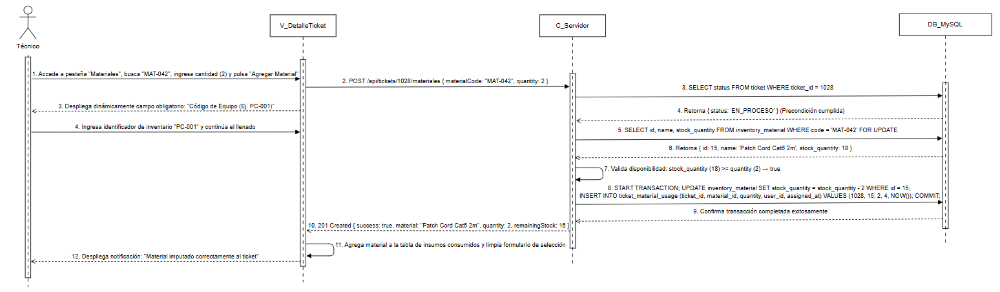 Técnico
V_DetalleTicket
C_Servidor
DB_MySQL
1. Accede a pestaña "Materiales", busca "MAT-042", ingresa cantidad (2) y pulsa "Agregar Material"
2. POST /api/tickets/1028/materiales { materialCode: "MAT-042", quantity: 2 }
3. SELECT status FROM ticket WHERE ticket_id = 1028
3. Despliega dinámicamente campo obligatorio: "Código de Equipo (Ej. PC-001)"
4. Retorna { status: 'EN_PROCESO' } (Precondición cumplida)
4. Ingresa identificador de inventario "PC-001" y continúa el llenado
5. SELECT id, name, stock_quantity FROM inventory_material WHERE code = 'MAT-042' FOR UPDATE
6. Retorna { id: 15, name: 'Patch Cord Cat6 2m', stock_quantity: 18 }
7. Valida disponibilidad: stock_quantity (18) >= quantity (2) → true
8. START TRANSACTION; UPDATE inventory_material SET stock_quantity = stock_quantity - 2 WHERE id = 15;
INSERT INTO ticket_material_usage (ticket_id, material_id, quantity, user_id, assigned_at) VALUES (1028, 15, 2, 4, NOW()); COMMIT;
9. Confirma transacción completada exitosamente
10. 201 Created { success: true, material: "Patch Cord Cat6 2m", quantity: 2, remainingStock: 16 }
11. Agrega material a la tabla de insumos consumidos y limpia formulario de selección
12. Despliega notificación: "Material imputado correctamente al ticket"